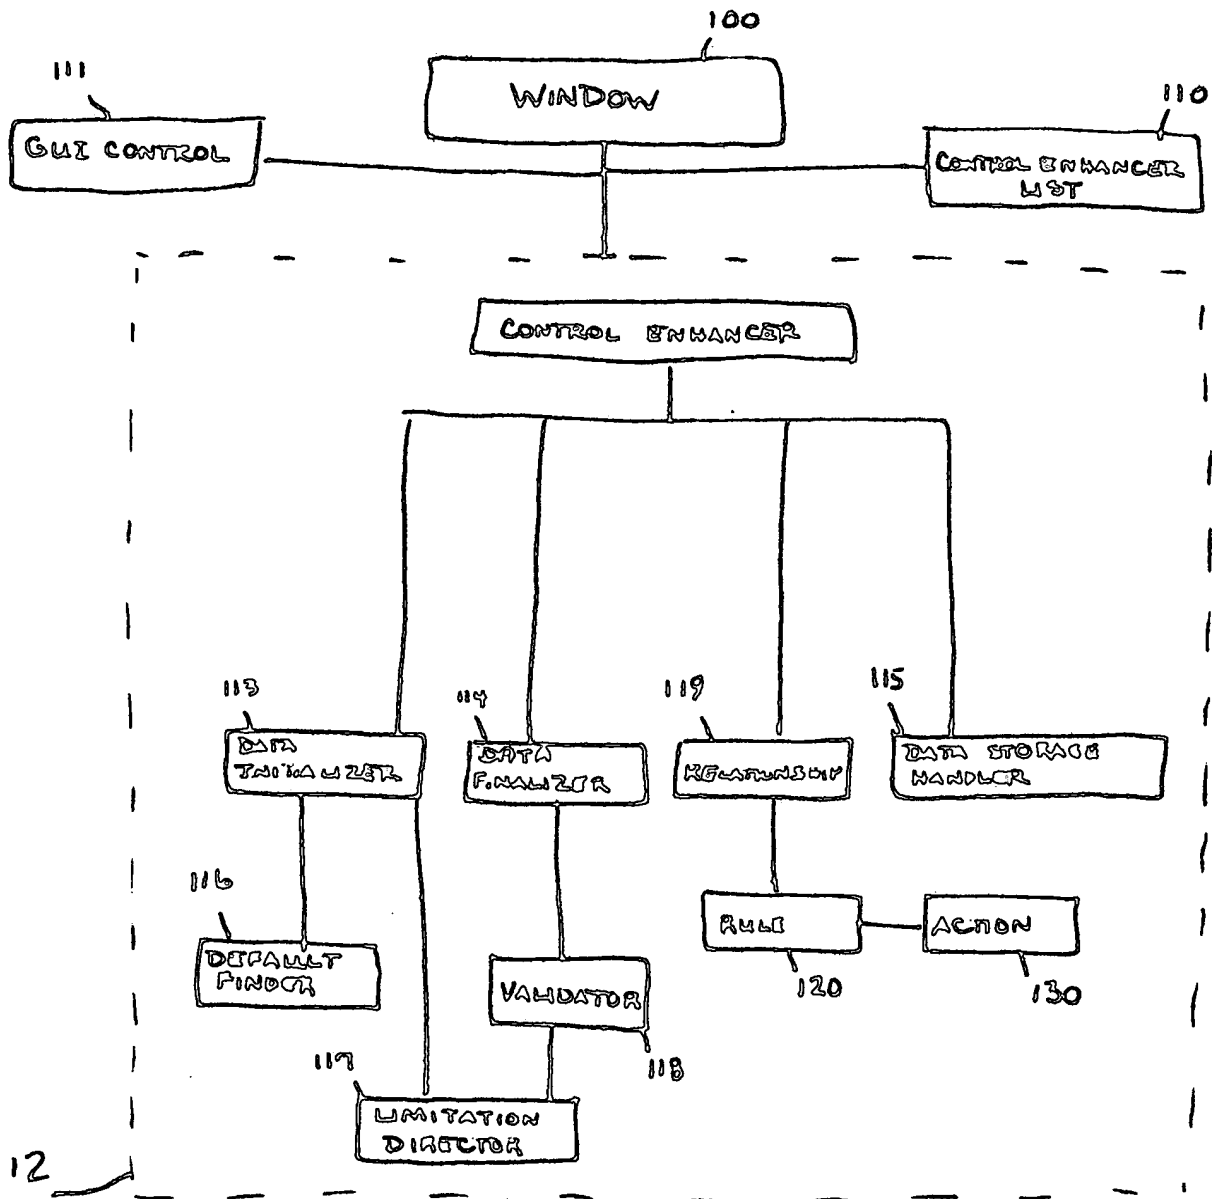 100
111
WINDOW
110
GUI CONTROL
CONTROL ENHANCER
LIST
CONTROL ENHANCER
113
114
119
115
DATA
INITIALIZER
DATA
FINALIZER
RELATIONSHIP
DATA STORAGE
HANDLER
116
RULE
ACTION
DEFAULT
FINDER
120
130
VALIDATOR
117
118
LIMITATION
DIRECTOR
12